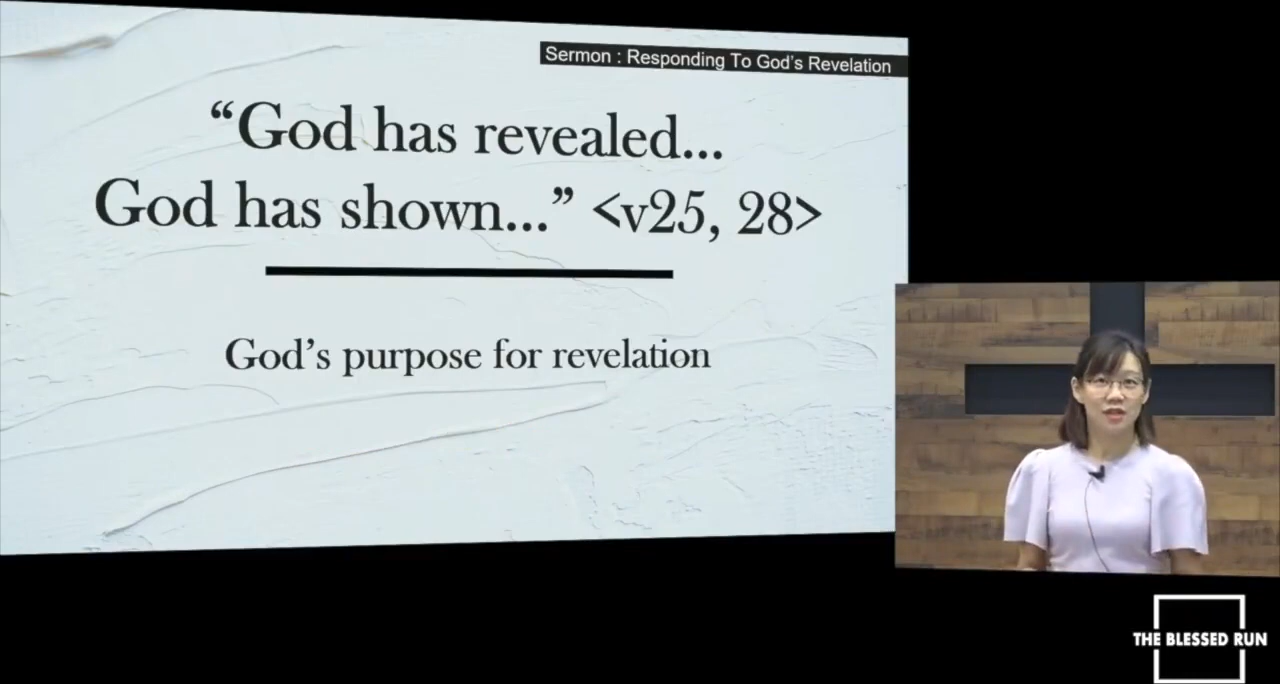 Sermon : Responding To God's Revelation
“God has revealed...
God has shown...” <v25, 28>
God’s purpose for revelation
THE BLESSED RUN